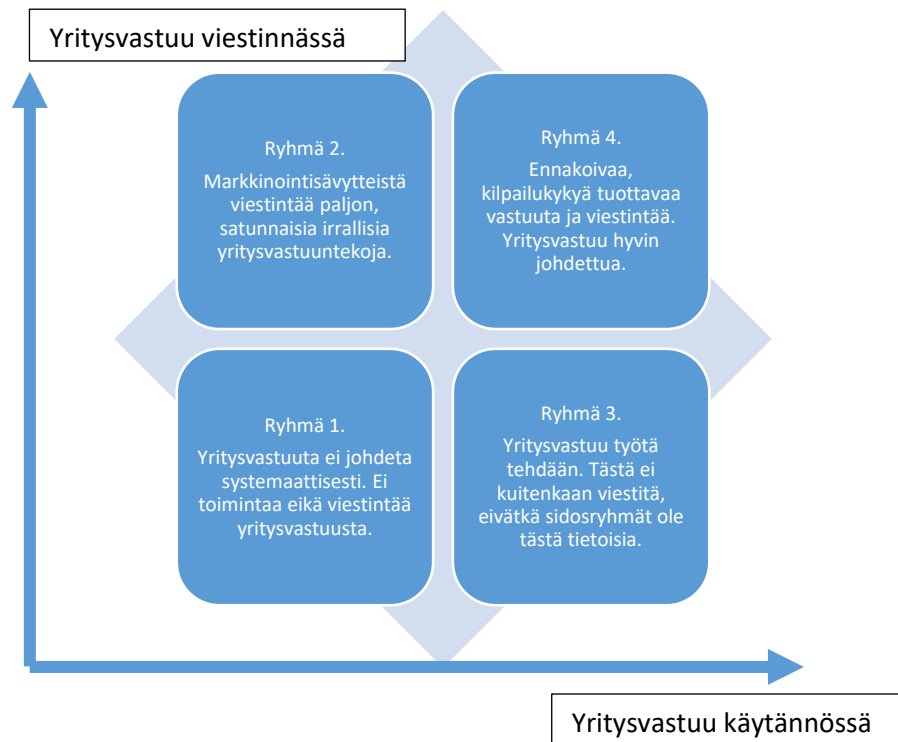 Yritysvastuu viestinnässä
Ryhmä 2.
Markkinointisävytteistä
viestintää paljon,
satunnaisia irrallisia
yritysvastuuntekoja.
Ryhmä 4.
Ennakoivaa,
kilpailukykyä tuottavaa
vastuuta ja viestintää.
Yritysvastuu hyvin
johdettua.
Ryhmä 1.
Yritysvastuuta ei johdeta
systemaattisesti. Ei
toimintaa eikä viestintää
yritysvastuusta.
Ryhmä 3.
Yritysvastuu työtä
tehdään. Tästä ei
kuitenkaan viestitä,
eivätkä sidosryhmät ole
tästä tietoisia.
Yritysvastuu käytännössä